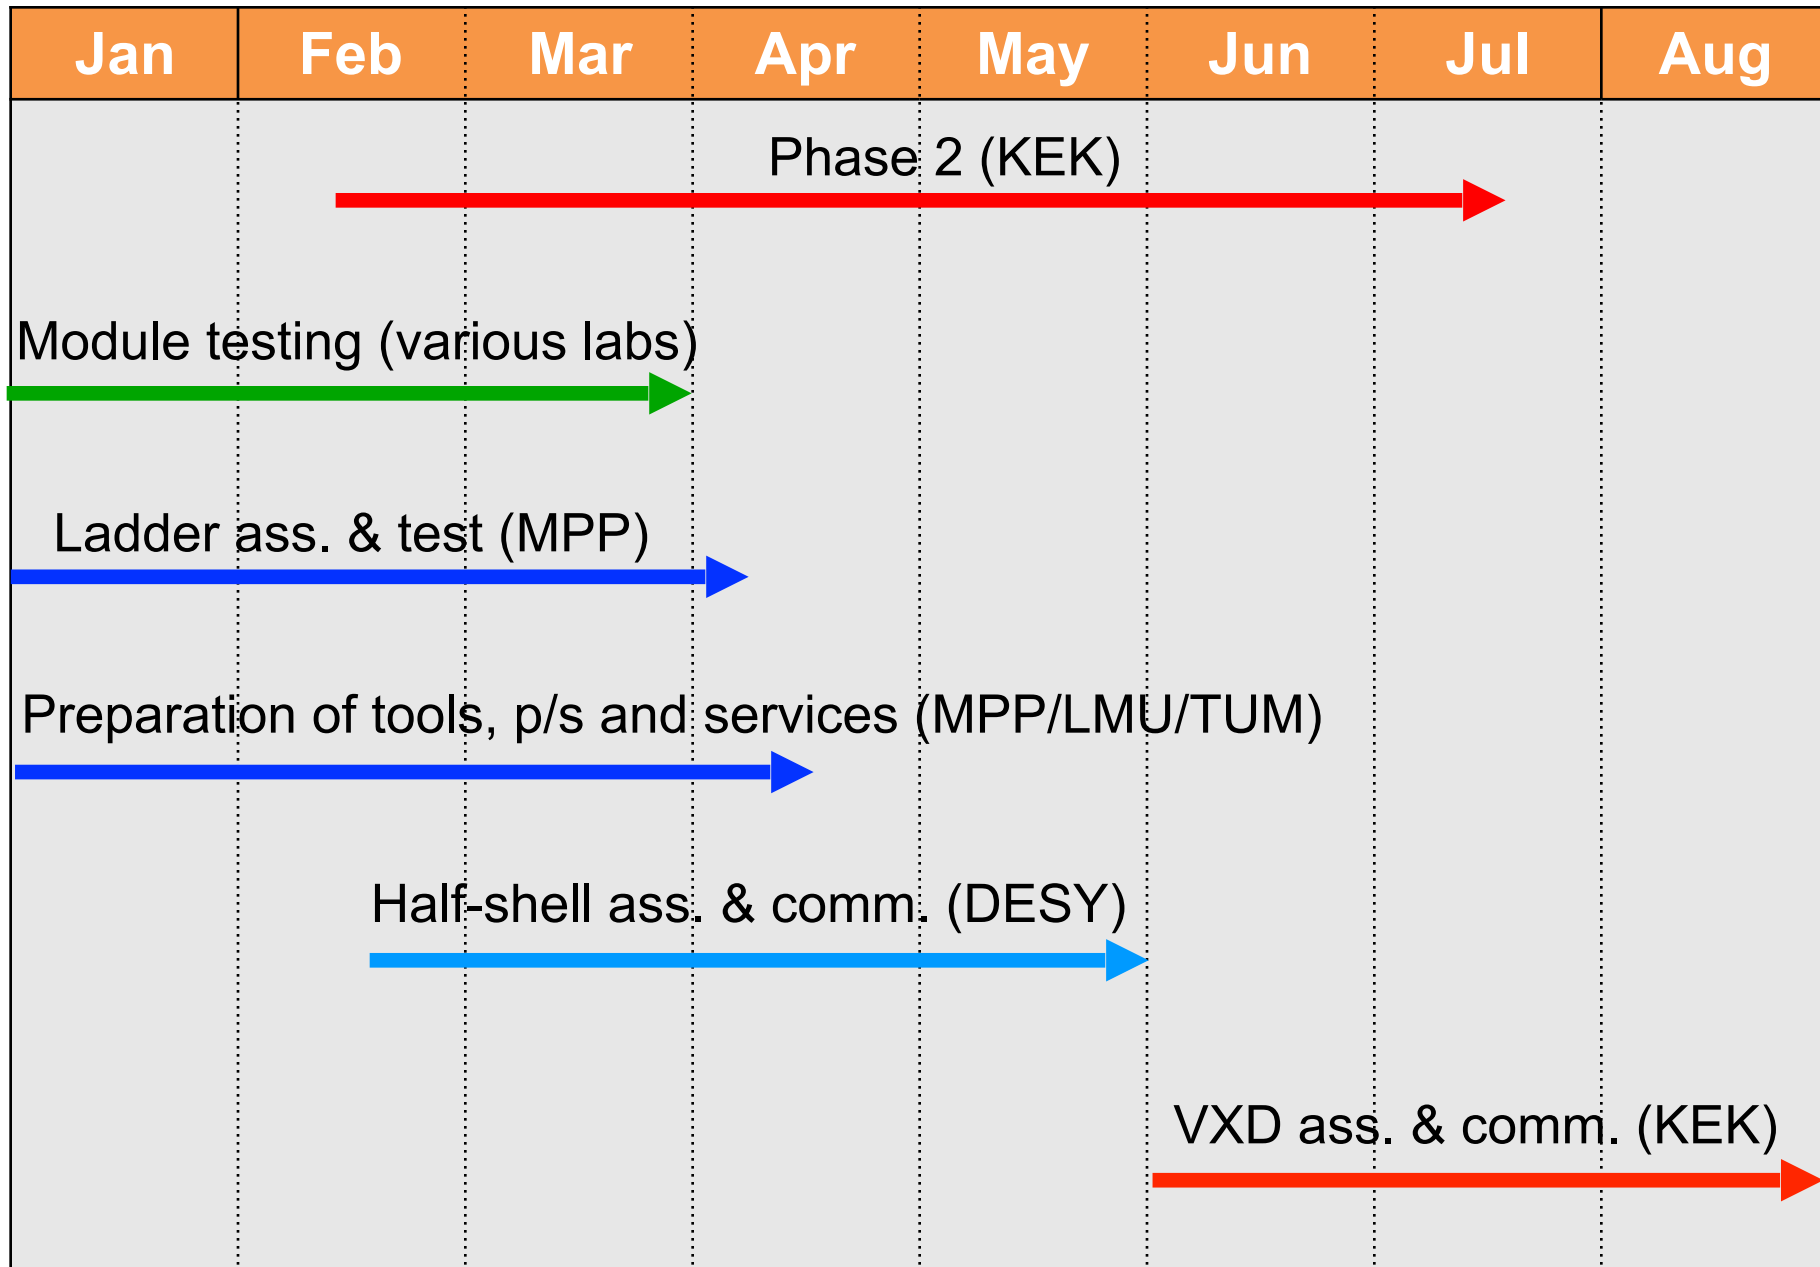 Jan Feb Mar Apr May Jun Jul Aug
Phase 2 (KEK)
Module testing (various labs)
Ladder ass. & test (MPP)
Preparation of tools, p/s and services (MPP/LMU/TUM)
Half-shell ass. & comm. (DESY)
VXD ass. & comm. (KEK)